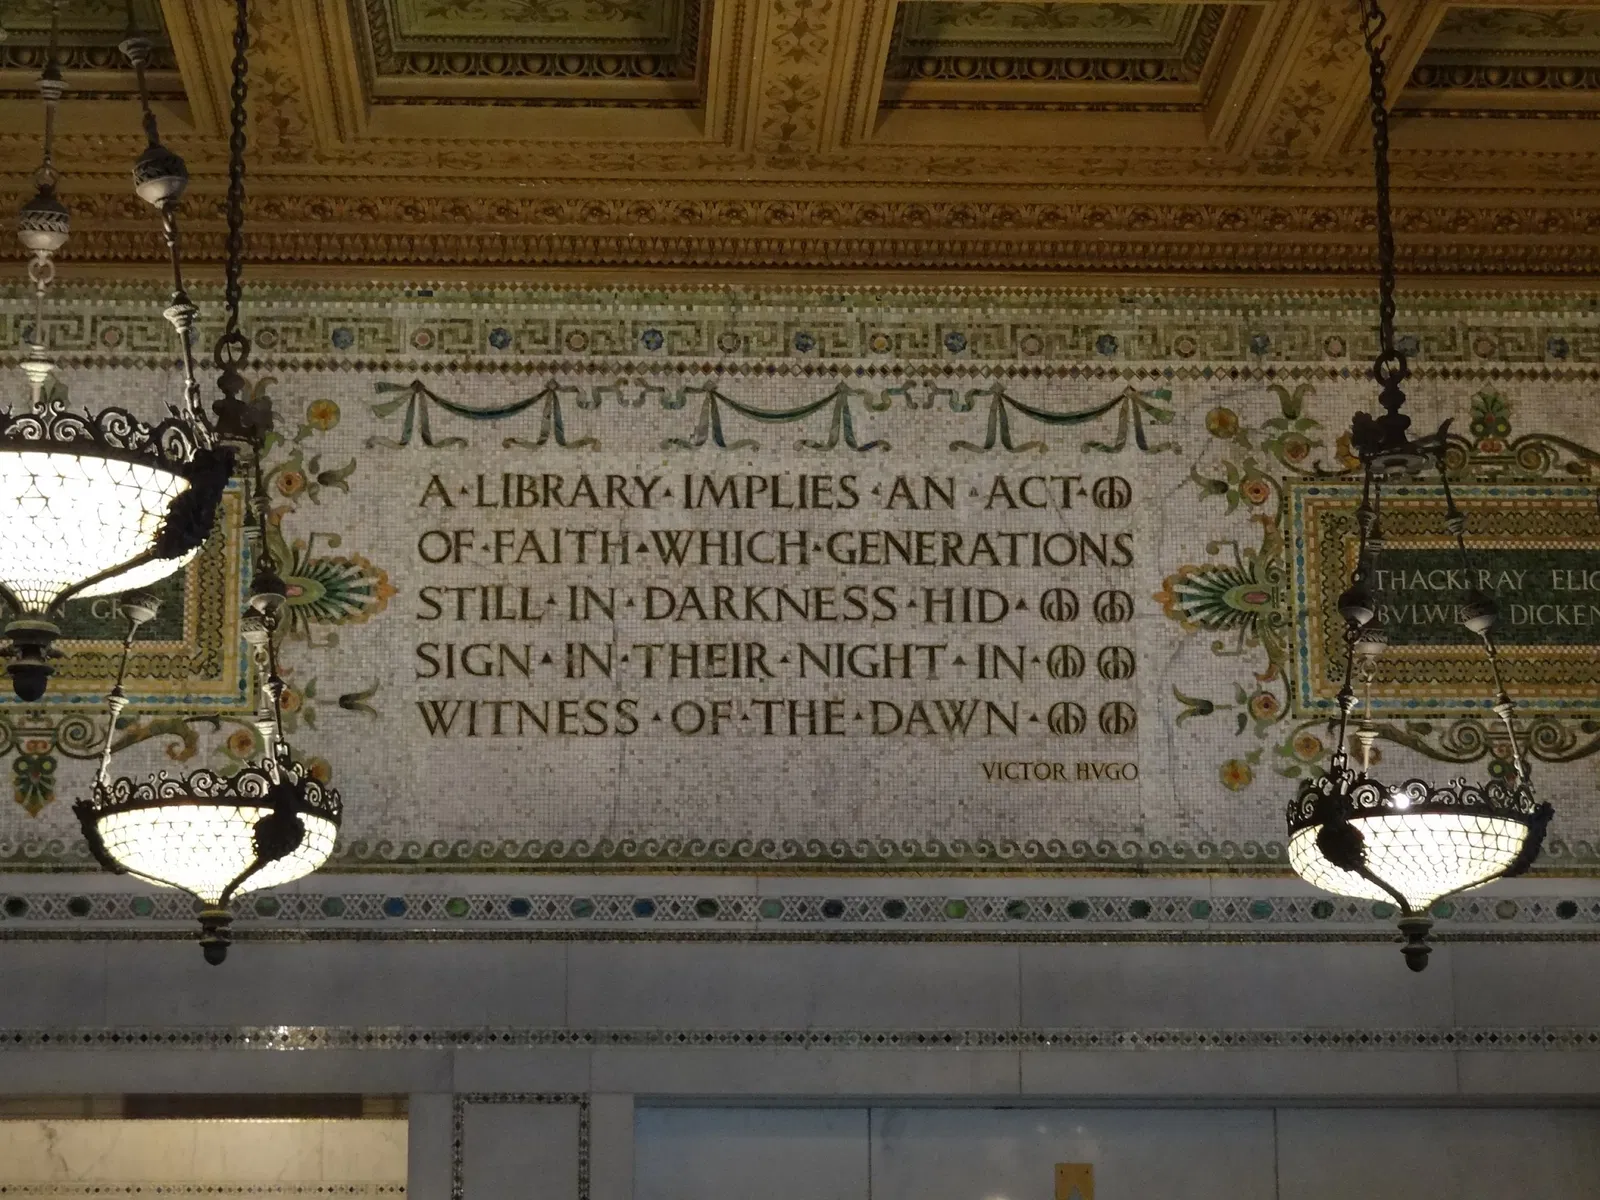 A·LIBRARY·IMPLIES·AN·ACT·
OF·FAITH·WHICH·GENERATIONS
STILL·IN·DARKNESS·HID·
SIGN·IN·THEIR·NIGHT·IN·
WITNESS·OF·THE·DAWN·
VICTOR HVGO
THACKERAY
DICKEN